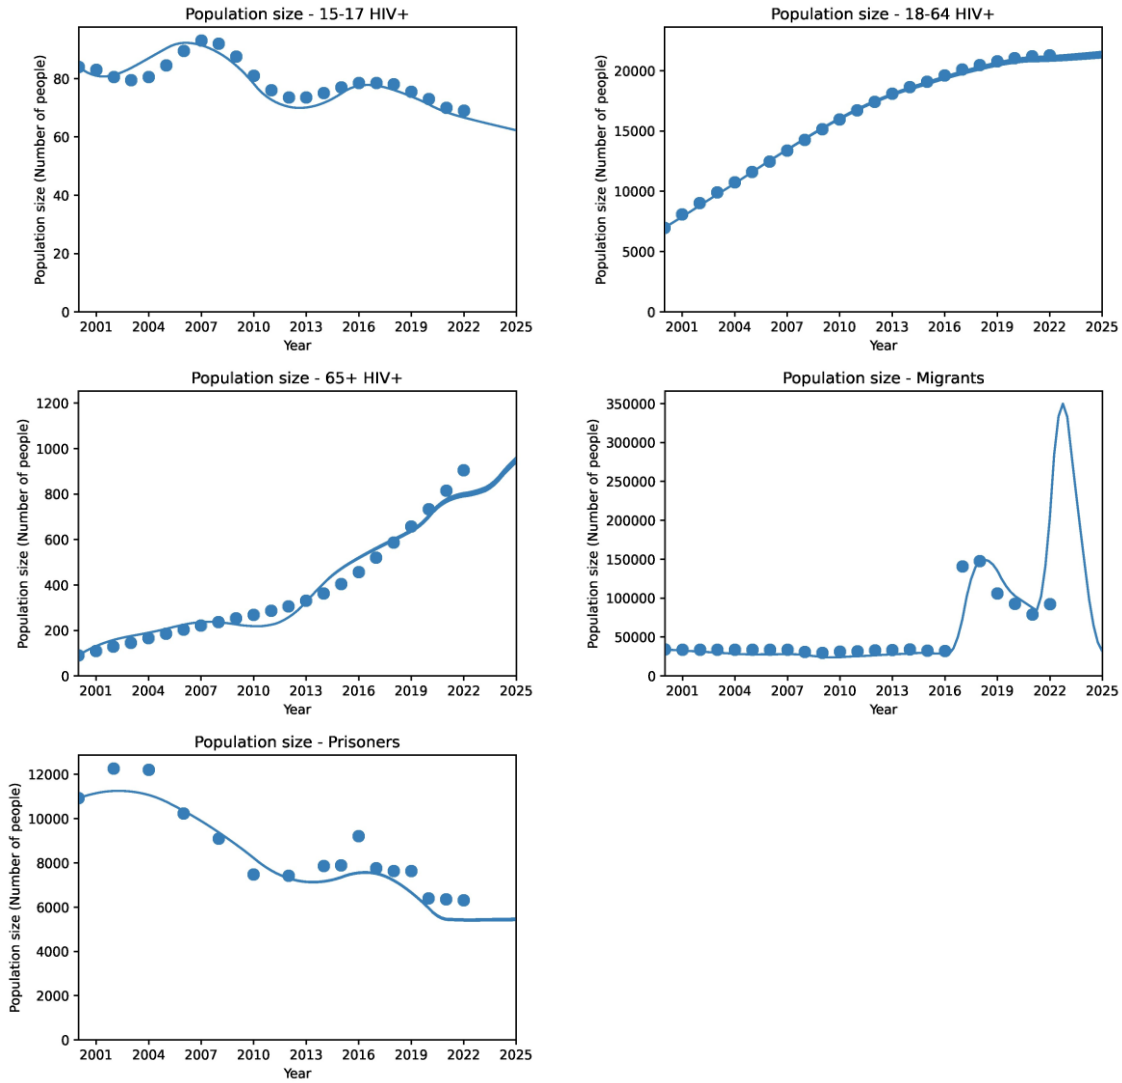 Population size - 15-17 HIV+
Population size (Number of people)
80
60
40
20
0
2001 2004 2007 2010 2013 2016 2019 2022 2025
Year
Population size - 18-64 HIV+
Population size (Number of people)
20000
15000
10000
5000
0
2001 2004 2007 2010 2013 2016 2019 2022 2025
Year
Population size - 65+ HIV+
Population size (Number of people)
1200
1000
800
600
400
200
0
2001 2004 2007 2010 2013 2016 2019 2022 2025
Year
Population size - Migrants
Population size (Number of people)
350000
300000
250000
200000
150000
100000
50000
0
2001 2004 2007 2010 2013 2016 2019 2022 2025
Year
Population size - Prisoners
Population size (Number of people)
12000
10000
8000
6000
4000
2000
0
2001 2004 2007 2010 2013 2016 2019 2022 2025
Year